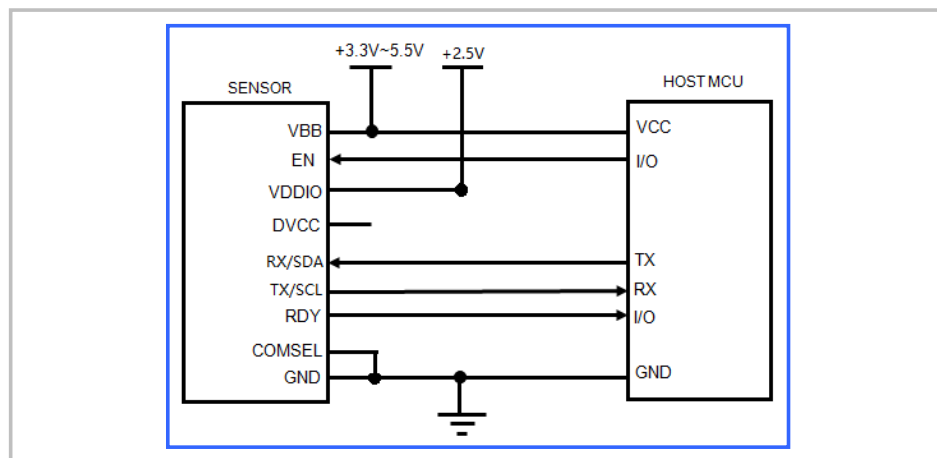 +3.3V~5.5V +2.5V
SENSOR HOST MCU
VBB VCC
EN I/O
VDDIO
DVCC
RX/SDA TX
TX/SCL RX
RDY I/O
COMSEL
GND GND